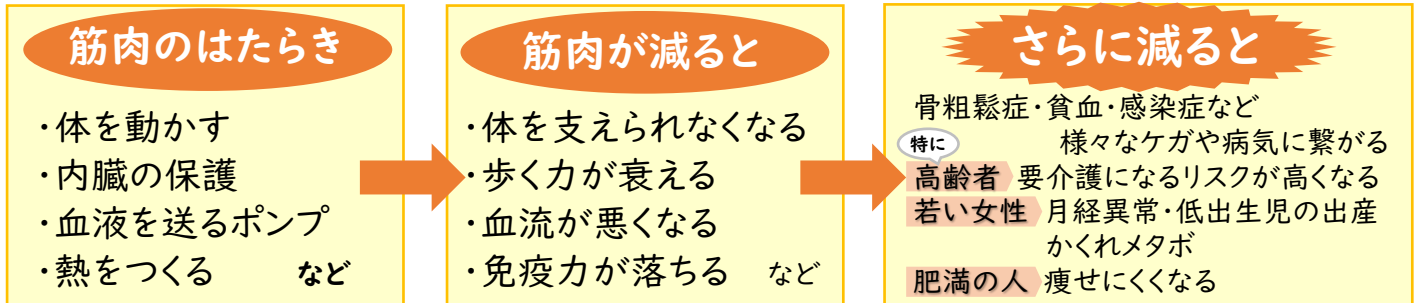 筋肉のはたらき
・体を動かす
・内臓の保護
・血液を送るポンプ
・熱をつくる など
筋肉が減ると
・体を支えられなくなる
・歩く力が衰える
・血流が悪くなる
・免疫力が落ちる など
さらに減ると
骨粗鬆症・貧血・感染症など
様々なケガや病気に繋がる
特に
高齢者 要介護になるリスクが高くなる
若い女性 月経異常・低出生児の出産
かくれメタボ
肥満の人 痩せにくくなる